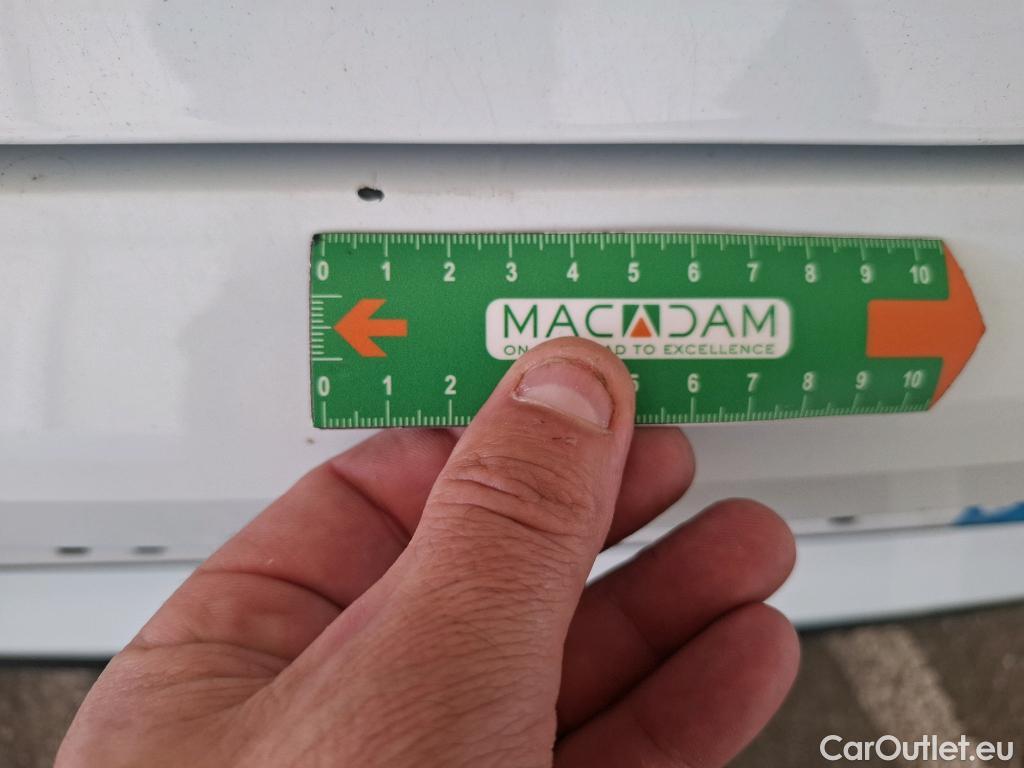 0 1 2 3 4 5 6 7 8 9 10
MACADAM
ON D TO EXCELLENCE
0 1 2 5 6 7 8 9 10
CarOutlet.eu